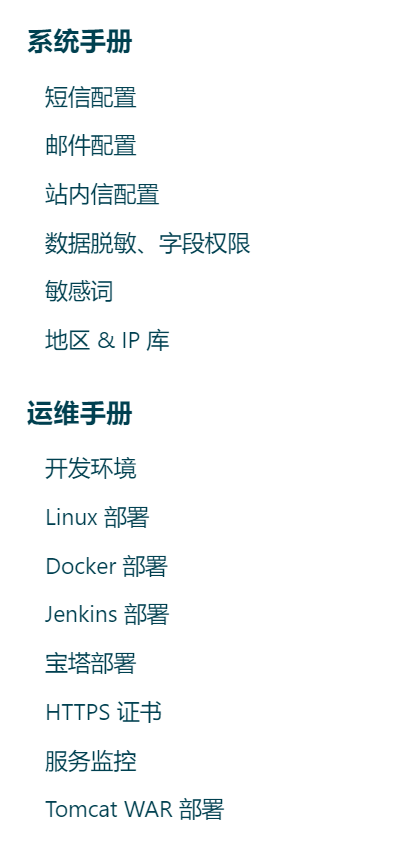 系统手册
短信配置
邮件配置
站内信配置
数据脱敏、字段权限
敏感词
地区 & IP 库
运维手册
开发环境
Linux 部署
Docker 部署
Jenkins 部署
宝塔部署
HTTPS 证书
服务监控
Tomcat WAR 部署